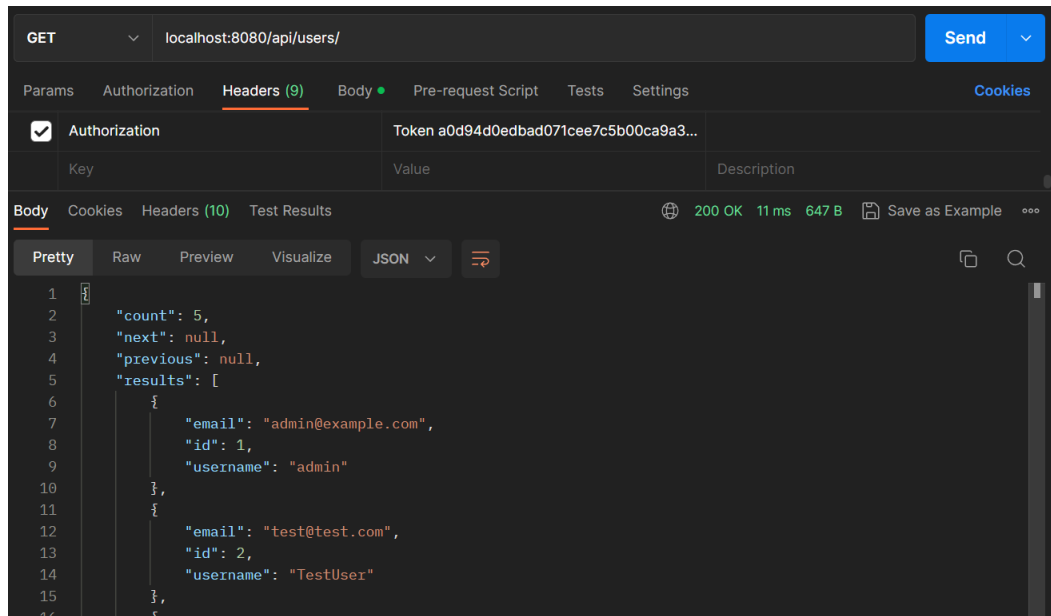 GET localhost:8080/api/users/ Send
Params Authorization Headers (9) Body Pre-request Script Tests Settings Cookies
Authorization Token a0d94d0edbad071cee7c5b00ca9a3...
Key Value Description
Body Cookies Headers (10) Test Results 200 OK 11 ms 647 B Save as Example
Pretty Raw Preview Visualize JSON
1 {
2 "count": 5,
3 "next": null,
4 "previous": null,
5 "results": [
6 {
7 "email": "admin@example.com",
8 "id": 1,
9 "username": "admin"
10 },
11 {
12 "email": "test@test.com",
13 "id": 2,
14 "username": "TestUser"
15 },
16 {